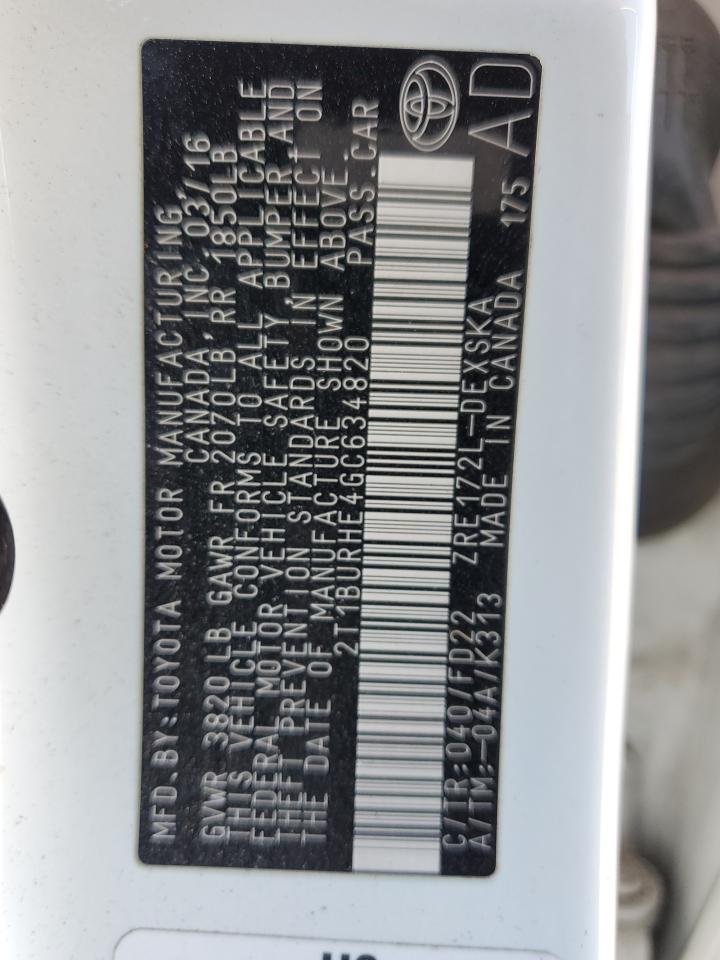 MFD.BY:TOYOTA MOTOR MANUFACTURING
CANADA, INC. 03/16
GVWR 3820 LB GAWR FR 2070LB RR 1850LB
THIS VEHICLE CONFORMS TO ALL APPLICABLE
FEDERAL MOTOR VEHICLE SAFETY, BUMPER AND
THEFT PREVENTION STANDARDS IN EFFECT ON
THE DATE OF MANUFACTURE SHOWN ABOVE.
2T1BURHE4GC634820 PASS.CAR
C/TR:040/FD22 ZRE172L-DEXSKA
A/TM:-04A/K313 MADE IN CANADA 175
AD